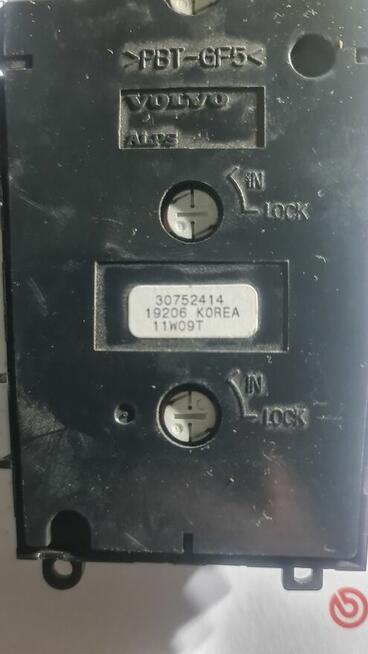 >PBT-GF5<
VOLVO
ALPS
IN
LOCK
30752414
19206 KOREA
11W09T
IN
LOCK